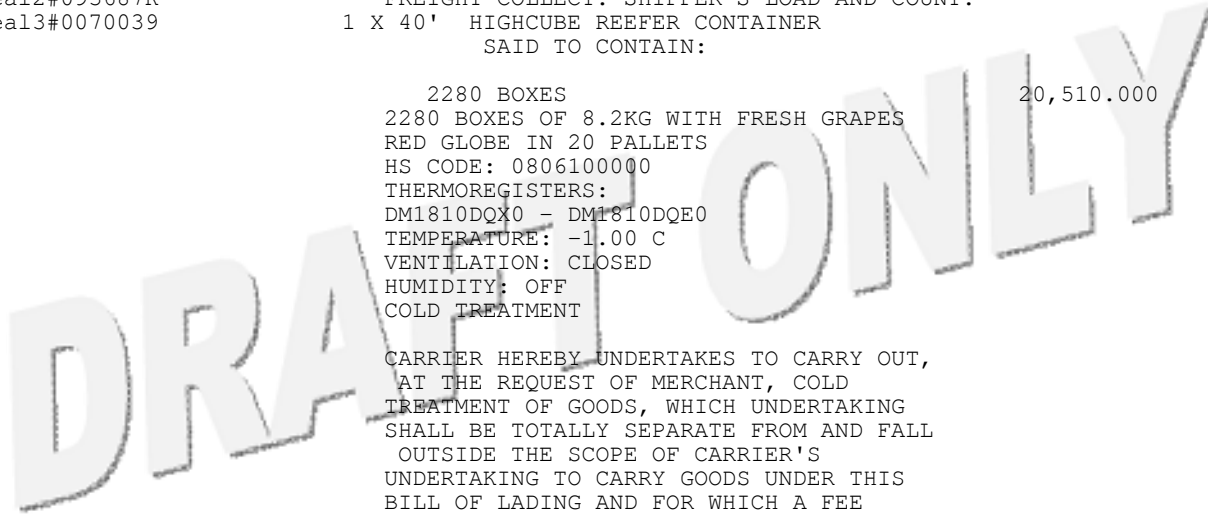 FREIGHT COLLECT. SHIPPER'S LOAD AND COUNT.
eal3#0070039 1 X 40' HIGHCUBE REEFER CONTAINER
SAID TO CONTAIN:
2280 BOXES 20,510.000
2280 BOXES OF 8.2KG WITH FRESH GRAPES
RED GLOBE IN 20 PALLETS
HS CODE: 0806100000
THERMOREGISTERS:
DM1810DQX0 - DM1810DQE0
TEMPERATURE: -1.00 C
VENTILATION: CLOSED
HUMIDITY: OFF
COLD TREATMENT
CARRIER HEREBY UNDERTAKES TO CARRY OUT,
AT THE REQUEST OF MERCHANT, COLD
TREATMENT OF GOODS, WHICH UNDERTAKING
SHALL BE TOTALLY SEPARATE FROM AND FALL
OUTSIDE THE SCOPE OF CARRIER'S
UNDERTAKING TO CARRY GOODS UNDER THIS
BILL OF LADING AND FOR WHICH A FEE
DRAFT ONLY